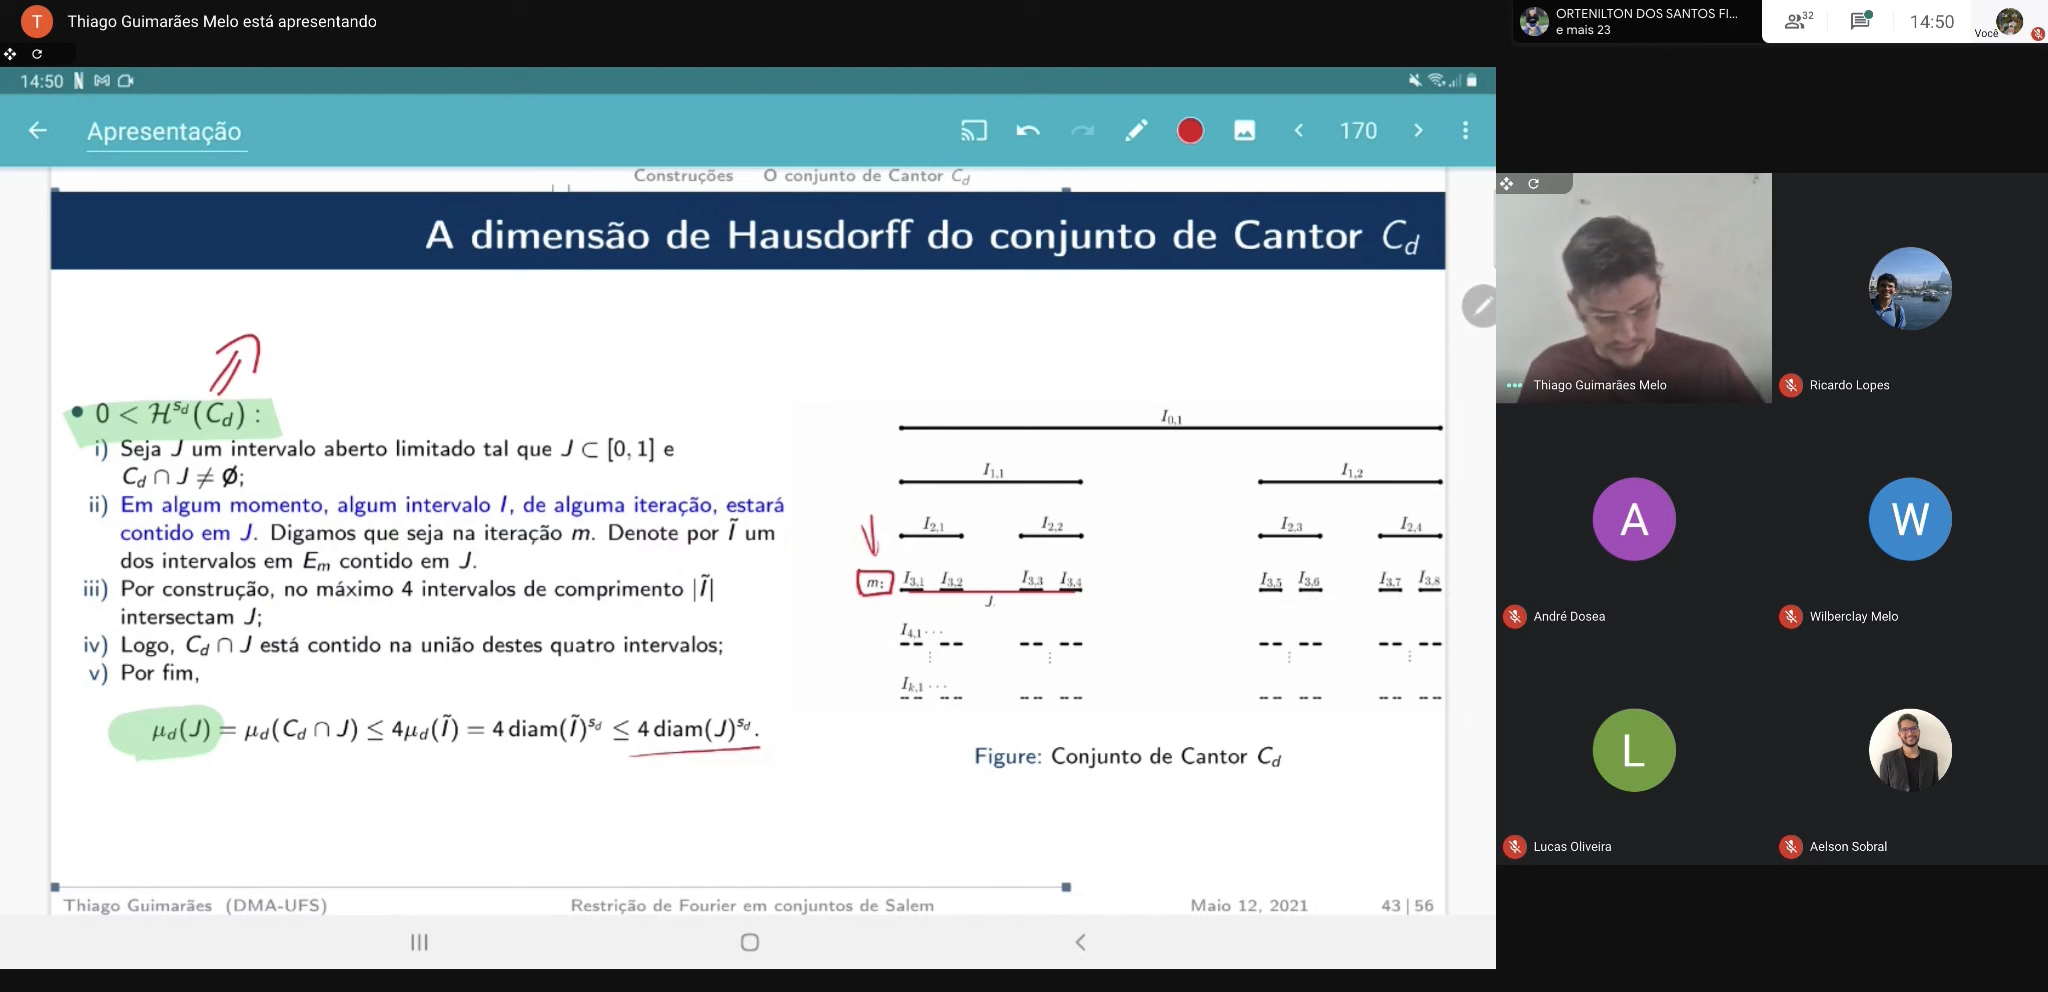 Thiago Guimarães Melo está apresentando
ORTENILTON DOS SANTOS FI...
e mais 23
32
14:50
Você
14:50
Apresentação
170
Construções O conjunto de Cantor C_d
A dimensão de Hausdorff do conjunto de Cantor C_d
• 0 < H^{s_d}(C_d) :
i) Seja J um intervalo aberto limitado tal que J ⊂ [0, 1] e
C_d ∩ J ≠ Ø;
ii) Em algum momento, algum intervalo I, de alguma iteração, estará
contido em J. Digamos que seja na iteração m. Denote por Ĩ um
dos intervalos em E_m contido em J.
iii) Por construção, no máximo 4 intervalos de comprimento |Ĩ|
intersectam J;
iv) Logo, C_d ∩ J está contido na união destes quatro intervalos;
v) Por fim,
μ_d(J) = μ_d(C_d ∩ J) ≤ 4μ_d(Ĩ) = 4 diam(Ĩ)^{s_d} ≤ 4 diam(J)^{s_d}.
I_{0,1}
I_{1,1} I_{1,2}
I_{2,1} I_{2,2} I_{2,3} I_{2,4}
m: I_{3,1} I_{3,2} I_{3,3} I_{3,4} I_{3,5} I_{3,6} I_{3,7} I_{3,8}
J
I_{4,1} ...
I_{k,1} ...
Figure: Conjunto de Cantor C_d
Thiago Guimarães (DMA-UFS) Restrição de Fourier em conjuntos de Salem Maio 12, 2021 43 | 56
Thiago Guimarães Melo
Ricardo Lopes
A
André Dosea
W
Wilberclay Melo
L
Lucas Oliveira
Aelson Sobral
T